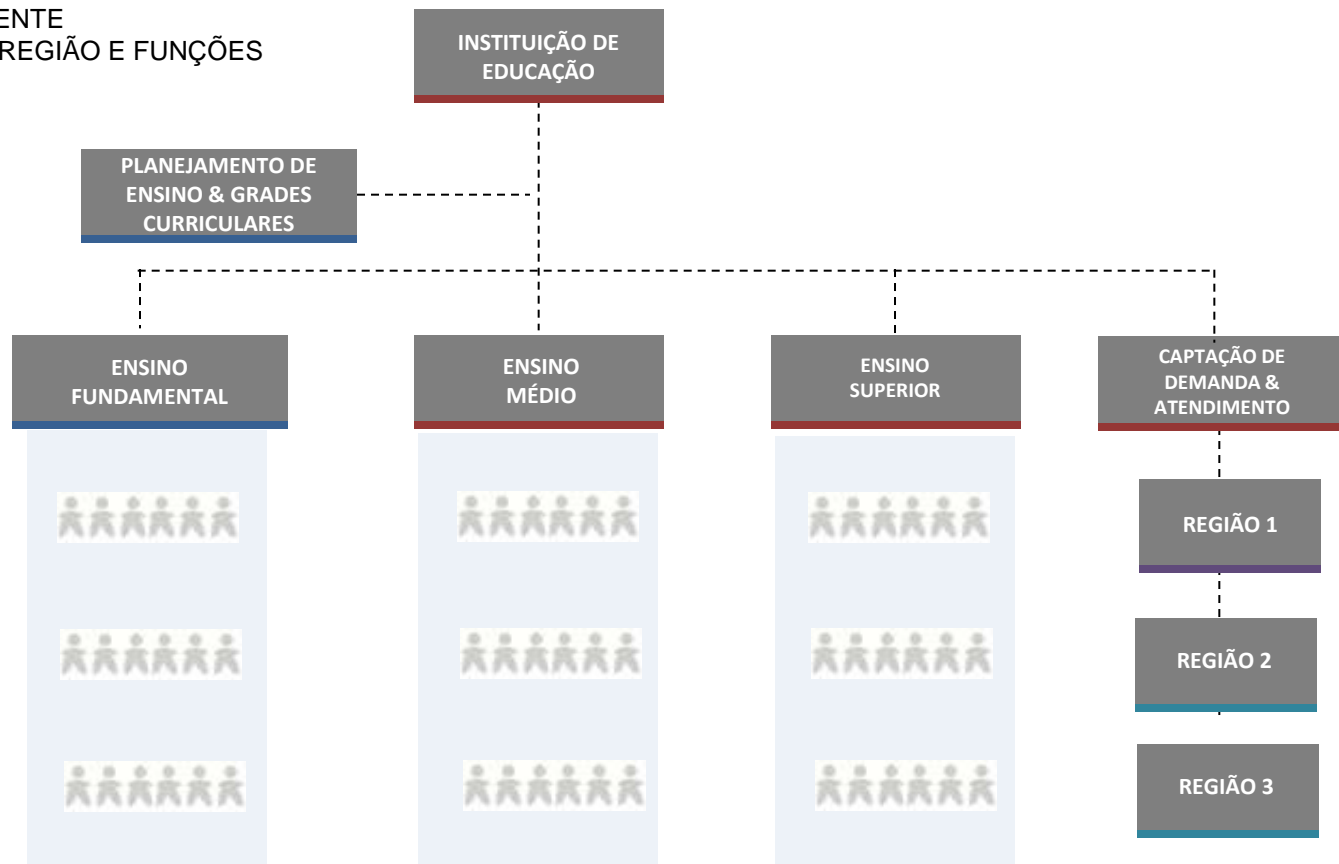 REGIÃO E FUNÇÕES
INSTITUIÇÃO DE
EDUCAÇÃO
PLANEJAMENTO DE
ENSINO & GRADES
CURRICULARES
ENSINO
FUNDAMENTAL
ENSINO
MÉDIO
ENSINO
SUPERIOR
CAPTAÇÃO DE
DEMANDA &
ATENDIMENTO
REGIÃO 1
REGIÃO 2
REGIÃO 3